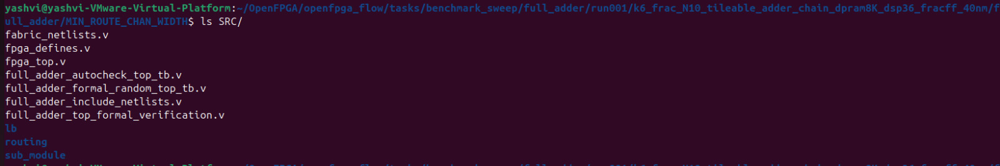 yashvi@yashvi-VMware-Virtual-Platform:~/OpenFPGA/openfpga_flow/tasks/benchmark_sweep/full_adder/run001/k6_frac_N10_tileable_adder_chain_dpram8K_dsp36_fracff_40nm/f
ull_adder/MIN_ROUTE_CHAN_WIDTH$ ls SRC/
fabric_netlists.v
fpga_defines.v
fpga_top.v
full_adder_autocheck_top_tb.v
full_adder_formal_random_top_tb.v
full_adder_include_netlists.v
full_adder_top_formal_verification.v
lb
routing
sub_module